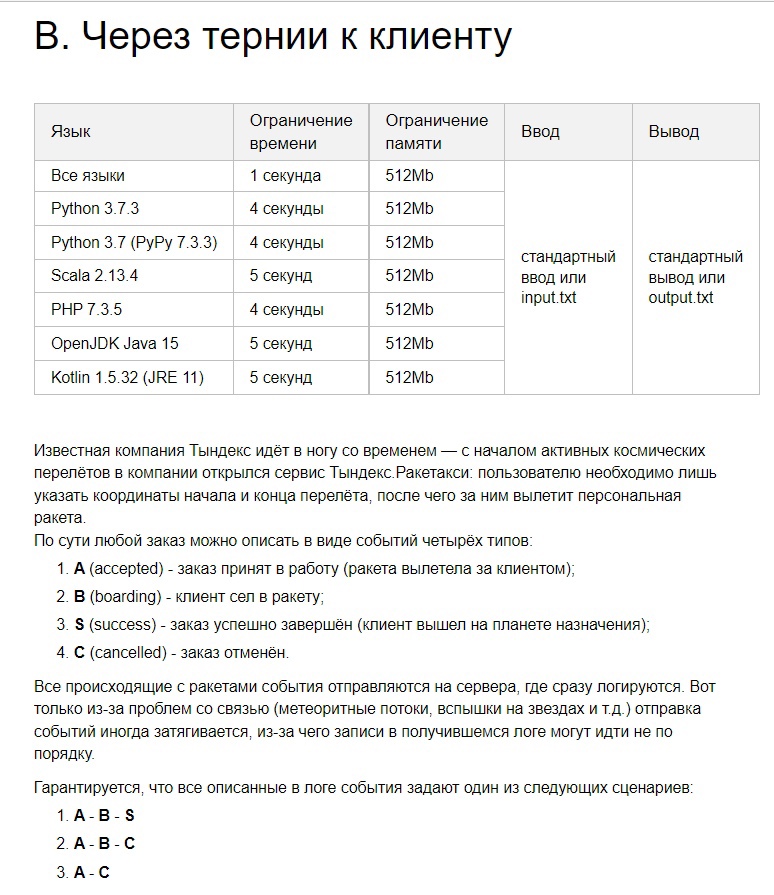 B. Через тернии к клиенту
Язык
Ограничение
времени
Ограничение
памяти
Ввод
Вывод
Все языки
1 секунда
512Mb
Python 3.7.3
4 секунды
512Mb
Python 3.7 (PyPy 7.3.3)
4 секунды
512Mb
Scala 2.13.4
5 секунд
512Mb
PHP 7.3.5
4 секунды
512Mb
OpenJDK Java 15
5 секунд
512Mb
Kotlin 1.5.32 (JRE 11)
5 секунд
512Mb
стандартный
ввод или
input.txt
стандартный
вывод или
output.txt
Известная компания Тындекс идёт в ногу со временем — с началом активных космических
перелётов в компании открылся сервис Тындекс.Ракетакси: пользователю необходимо лишь
указать координаты начала и конца перелёта, после чего за ним вылетит персональная
ракета.
По сути любой заказ можно описать в виде событий четырёх типов:
1. A (accepted) - заказ принят в работу (ракета вылетела за клиентом);
2. B (boarding) - клиент сел в ракету;
3. S (success) - заказ успешно завершён (клиент вышел на планете назначения);
4. C (cancelled) - заказ отменён.
Все происходящие с ракетами события отправляются на сервера, где сразу логируются. Вот
только из-за проблем со связью (метеоритные потоки, вспышки на звездах и т.д.) отправка
событий иногда затягивается, из-за чего записи в получившемся логе могут идти не по
порядку.
Гарантируется, что все описанные в логе события задают один из следующих сценариев:
1. A - B - S
2. A - B - C
3. A - C